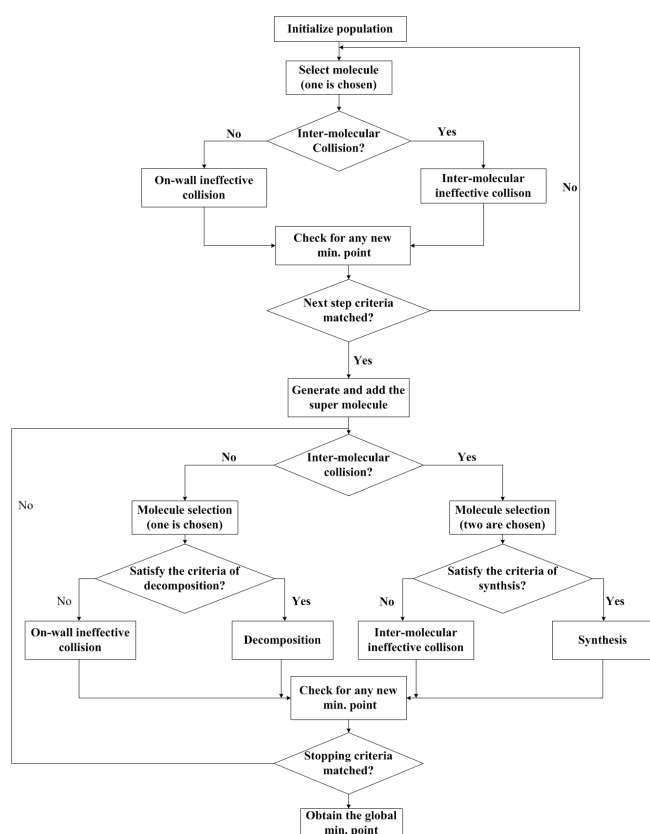 Initialize population
Select molecule
(one is chosen)
No
Inter-molecular
Collision?
Yes
On-wall ineffective
collision
Inter-molecular
ineffective collison
No
Check for any new
min. point
Next step criteria
matched?
Yes
Generate and add the
super molecule
No
Inter-molecular
collision?
Yes
No
Molecule selection
(one is chosen)
Molecule selection
(two are chosen)
Satisfy the criteria of
decomposition?
Satisfy the criteria of
synthsis?
No
Yes
No
Yes
On-wall ineffective
collision
Decomposition
Inter-molecular
ineffective collison
Synthesis
Check for any new
min. point
Stopping criteria
matched?
Obtain the global
min. point